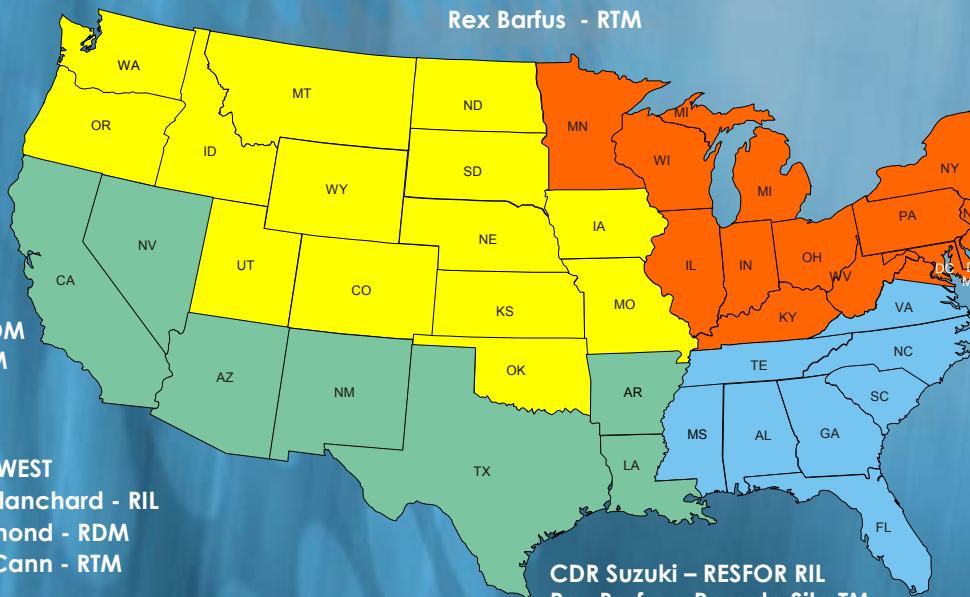 Rex Barfus - RTM
WA
MT
ND
MN
MI
OR
ID
WI
NY
SD
MI
WY
PA
IA
NE
NV
OH
UT
IL
IN
WV
DC
CA
CO
MO
KS
KY
VA
DM
M
NC
TE
OK
AZ
NM
AR
SC
MS
AL
GA
LA
WEST
TX
lanchard - RIL
mond - RDM
FL
Cann - RTM
CDR Suzuki – RESFOR RIL